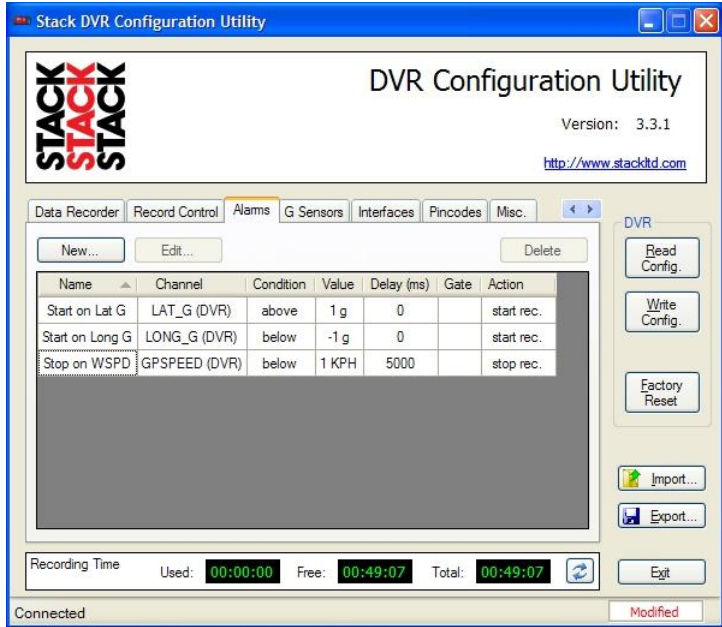 Stack DVR Configuration Utility
STACK
STACK
STACK
DVR Configuration Utility
Version: 3.3.1
http://www.stackltd.com
Data Recorder Record Control Alarms G Sensors Interfaces Pincodes Misc.
New... Edit... Delete
Name Channel Condition Value Delay (ms) Gate Action
Start on Lat G LAT_G (DVR) above 1 g 0 start rec.
Start on Long G LONG_G (DVR) below -1 g 0 start rec.
Stop on WSPD GPSPEED (DVR) below 1 KPH 5000 stop rec.
DVR
Read
Config.
Write
Config.
Factory
Reset
Import...
Export...
Recording Time
Used: 00:00:00 Free: 00:49:07 Total: 00:49:07
Exit
Connected
Modified